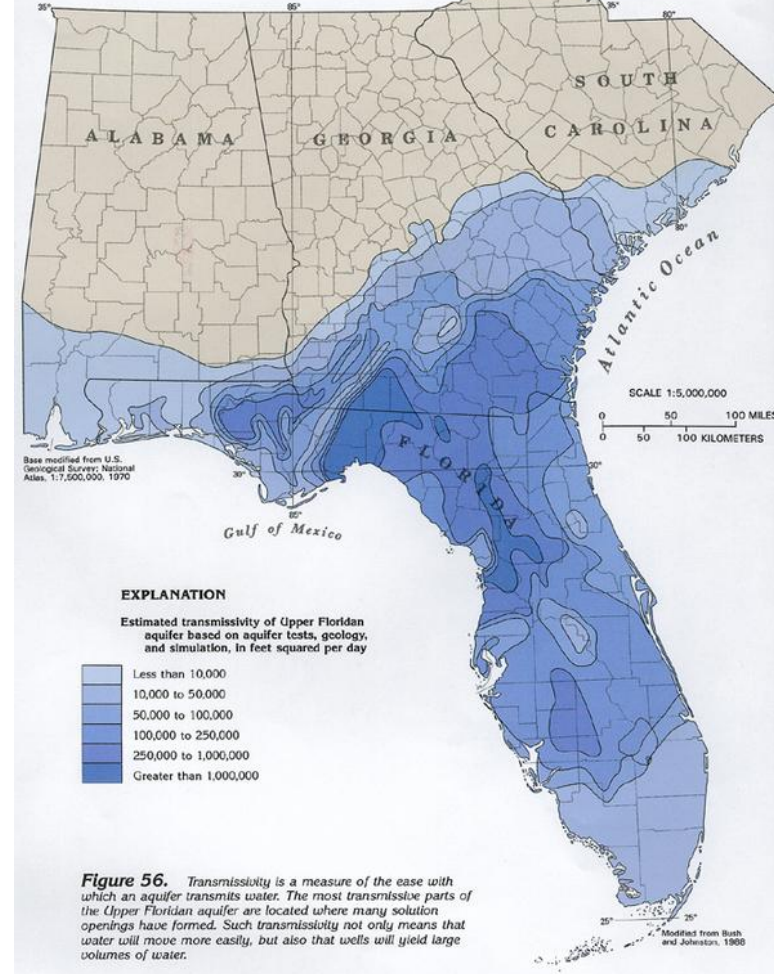 35°
85°
35°
80°
SOUTH
CAROLINA
ALABAMA
GEORGIA
80°
Atlantic Ocean
SCALE 1:5,000,000
0 50 100 MILES
0 50 100 KILOMETERS
FLORIDA
30°
Base modified from U.S.
Geological Survey; National
Atlas, 1:7,500,000, 1970
30°
85°
Gulf of Mexico
EXPLANATION
Estimated transmissivity of Upper Floridan
aquifer based on aquifer tests, geology,
and simulation, in feet squared per day
Less than 10,000
10,000 to 50,000
50,000 to 100,000
100,000 to 250,000
250,000 to 1,000,000
Greater than 1,000,000
Figure 56. Transmissivity is a measure of the ease with
which an aquifer transmits water. The most transmissive parts of
the Upper Floridan aquifer are located where many solution
openings have formed. Such transmissivity not only means that
water will move more easily, but also that wells will yield large
volumes of water.
25°
25°
Modified from Bush
and Johnston, 1988